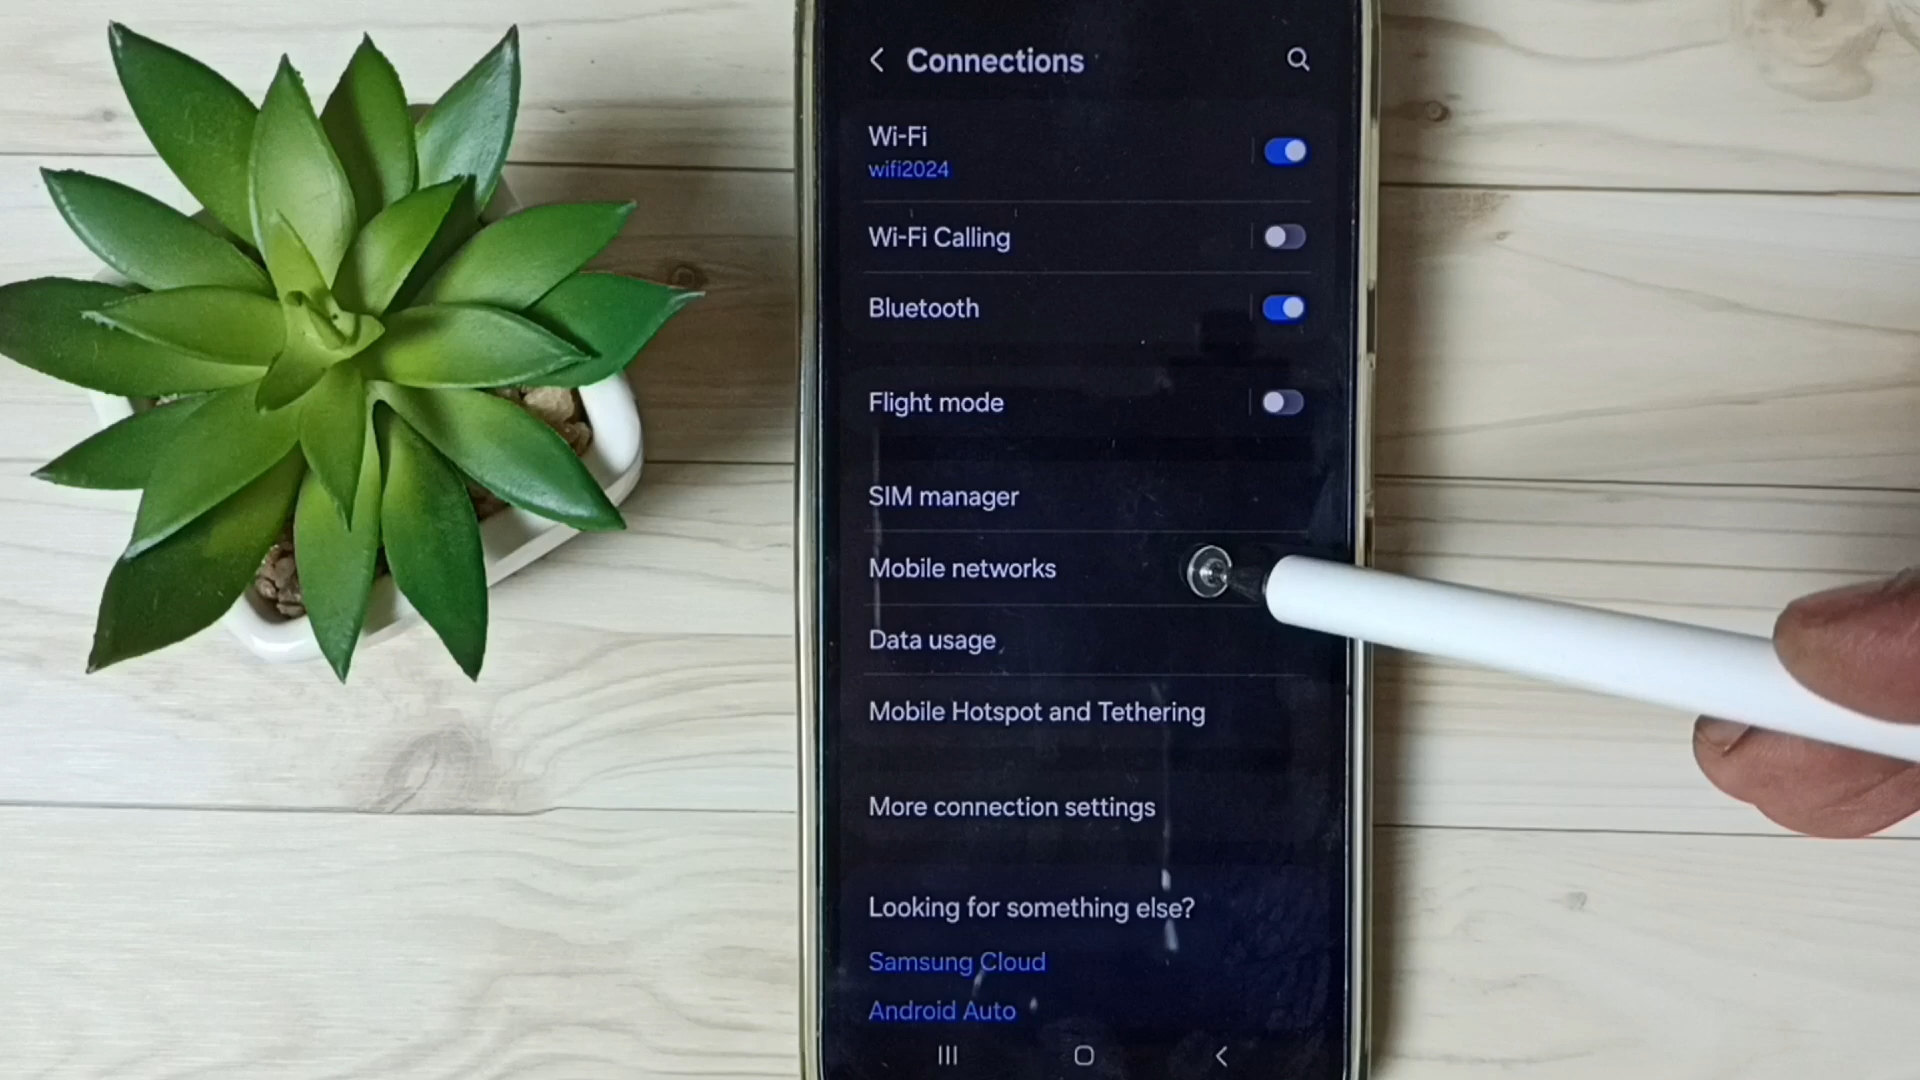 Connections
Wi-Fi
wifi2024
Wi-Fi Calling
Bluetooth
Flight mode
SIM manager
Mobile networks
Data usage
Mobile Hotspot and Tethering
More connection settings
Looking for something else?
Samsung Cloud
Android Auto